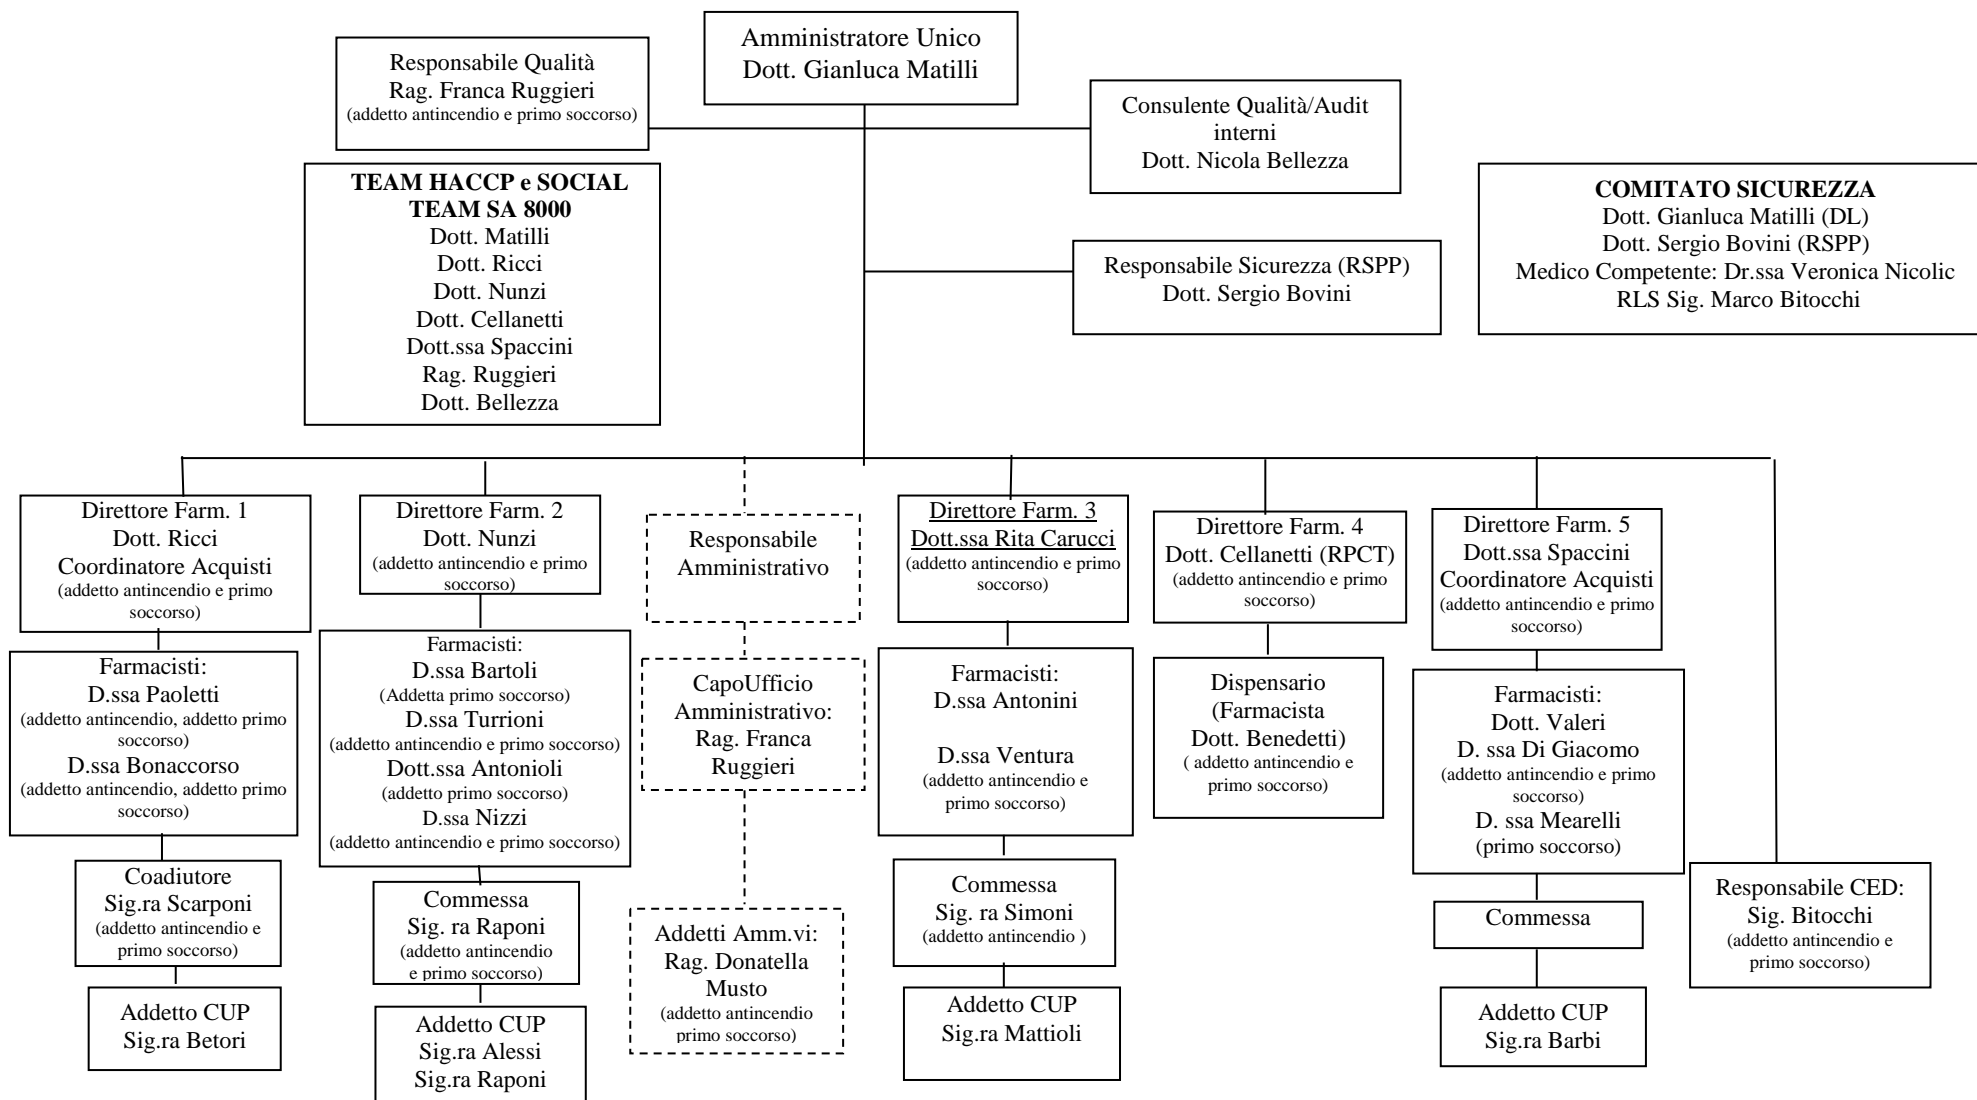 Amministratore Unico
Dott. Gianluca Matilli
Responsabile Qualità
Rag. Franca Ruggieri
(addetto antincendio e primo soccorso)
Consulente Qualità/Audit
interni
Dott. Nicola Bellezza
TEAM HACCP e SOCIAL
TEAM SA 8000
Dott. Matilli
Dott. Ricci
Dott. Nunzi
Dott. Cellanetti
Dott.ssa Spaccini
Rag. Ruggieri
Dott. Bellezza
COMITATO SICUREZZA
Dott. Gianluca Matilli (DL)
Dott. Sergio Bovini (RSPP)
Medico Competente: Dr.ssa Veronica Nicolic
RLS Sig. Marco Bitocchi
Responsabile Sicurezza (RSPP)
Dott. Sergio Bovini
Direttore Farm. 1
Dott. Ricci
Coordinatore Acquisti
(addetto antincendio e primo
soccorso)
Farmacisti:
D.ssa Paoletti
(addetto antincendio, addetto primo
soccorso)
D.ssa Bonaccorso
(addetto antincendio, addetto primo
soccorso)
Coadiutore
Sig.ra Scarponi
(addetto antincendio e
primo soccorso)
Addetto CUP
Sig.ra Betori
Direttore Farm. 2
Dott. Nunzi
(addetto antincendio e primo
soccorso)
Farmacisti:
D.ssa Bartoli
(Addetta primo soccorso)
D.ssa Turrioni
(addetto antincendio e primo soccorso)
Dott.ssa Antonioli
(addetto primo soccorso)
D.ssa Nizzi
(addetto antincendio e primo soccorso)
Commessa
Sig. ra Raponi
(addetto antincendio
e primo soccorso)
Addetto CUP
Sig.ra Alessi
Sig.ra Raponi
Responsabile
Amministrativo
CapoUfficio
Amministrativo:
Rag. Franca
Ruggieri
Addetti Amm.vi:
Rag. Donatella
Musto
(addetto antincendio
primo soccorso)
Direttore Farm. 3
Dott.ssa Rita Carucci
(addetto antincendio e primo
soccorso)
Farmacisti:
D.ssa Antonini
D.ssa Ventura
(addetto antincendio e
primo soccorso)
Commessa
Sig. ra Simoni
(addetto antincendio )
Addetto CUP
Sig.ra Mattioli
Direttore Farm. 4
Dott. Cellanetti (RPCT)
(addetto antincendio e primo
soccorso)
Dispensario
(Farmacista
Dott. Benedetti)
( addetto antincendio e
primo soccorso)
Direttore Farm. 5
Dott.ssa Spaccini
Coordinatore Acquisti
(addetto antincendio e primo
soccorso)
Farmacisti:
Dott. Valeri
D. ssa Di Giacomo
(addetto antincendio e primo
soccorso)
D. ssa Mearelli
(primo soccorso)
Commessa
Addetto CUP
Sig.ra Barbi
Responsabile CED:
Sig. Bitocchi
(addetto antincendio e
primo soccorso)